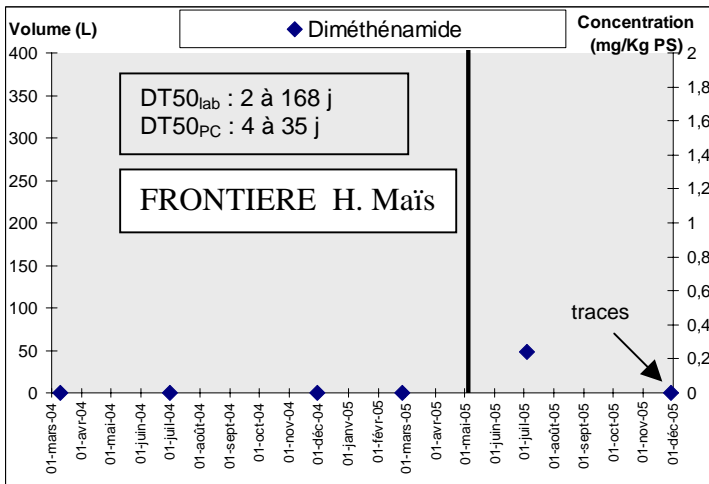 Volume (L)
Diméthénamide
Concentration
(mg/Kg PS)
400
350
300
250
200
150
100
50
0
DT50lab : 2 à 168 j
DT50PC : 4 à 35 j
FRONTIERE H. Maïs
traces
2
1,8
1,6
1,4
1,2
1
0,8
0,6
0,4
0,2
0
01-mars-04
01-avr-04
01-mai-04
01-juin-04
01-juil-04
01-août-04
01-sept-04
01-oct-04
01-nov-04
01-déc-04
01-janv-05
01-févr-05
01-mars-05
01-avr-05
01-mai-05
01-juin-05
01-juil-05
01-août-05
01-sept-05
01-oct-05
01-nov-05
01-déc-05